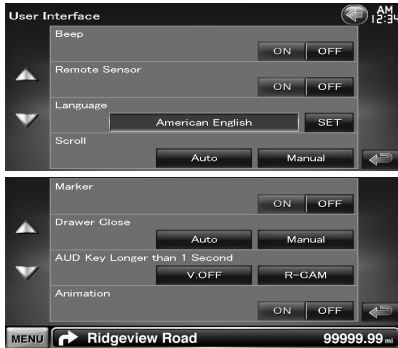 User Interface
AM
12:34
Beep
ON OFF
Remote Sensor
ON OFF
Language
American English SET
Scroll
Auto Manual
Marker
ON OFF
Drawer Close
Auto Manual
AUD Key Longer than 1 Second
V.OFF R-CAM
Animation
ON OFF
MENU Ridgeview Road 99999.99 mi